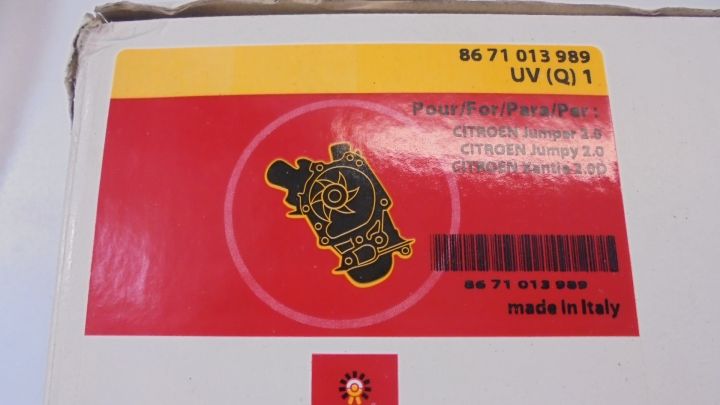 86 71 013 989
UV (Q) 1
Pour/For/Para/Per :
CITROEN Jumper 2.0
CITROEN Jumpy 2.0
CITROEN Xantia 2.0D
86 71 013 989
made in Italy